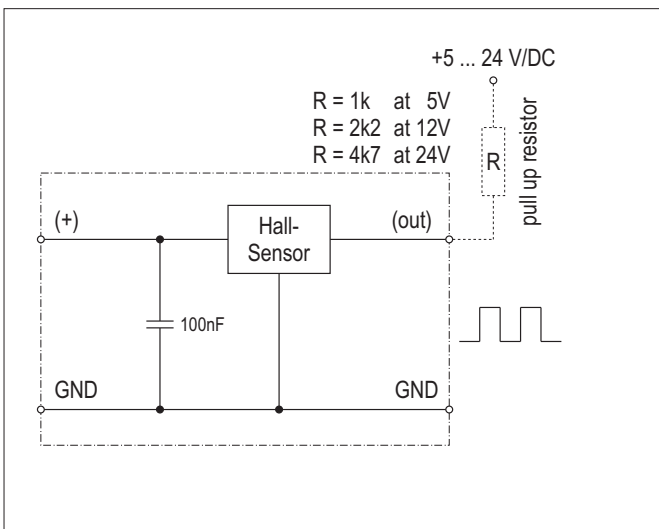 +5 ... 24 V/DC
R = 1k at 5V
R = 2k2 at 12V
R = 4k7 at 24V
R
pull up resistor
(+)
Hall-
Sensor
(out)
100nF
GND
GND